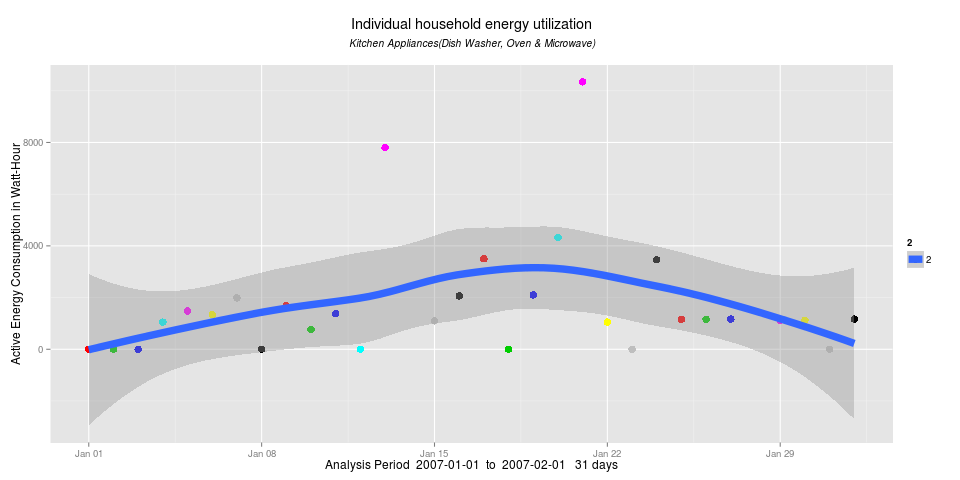 Individual household energy utilization
Kitchen Appliances(Dish Washer, Oven & Microwave)
Active Energy Consumption in Watt-Hour
8000
4000
0
Jan 01
Jan 08
Jan 15
Jan 22
Jan 29
Analysis Period 2007-01-01 to 2007-02-01 31 days
2
2